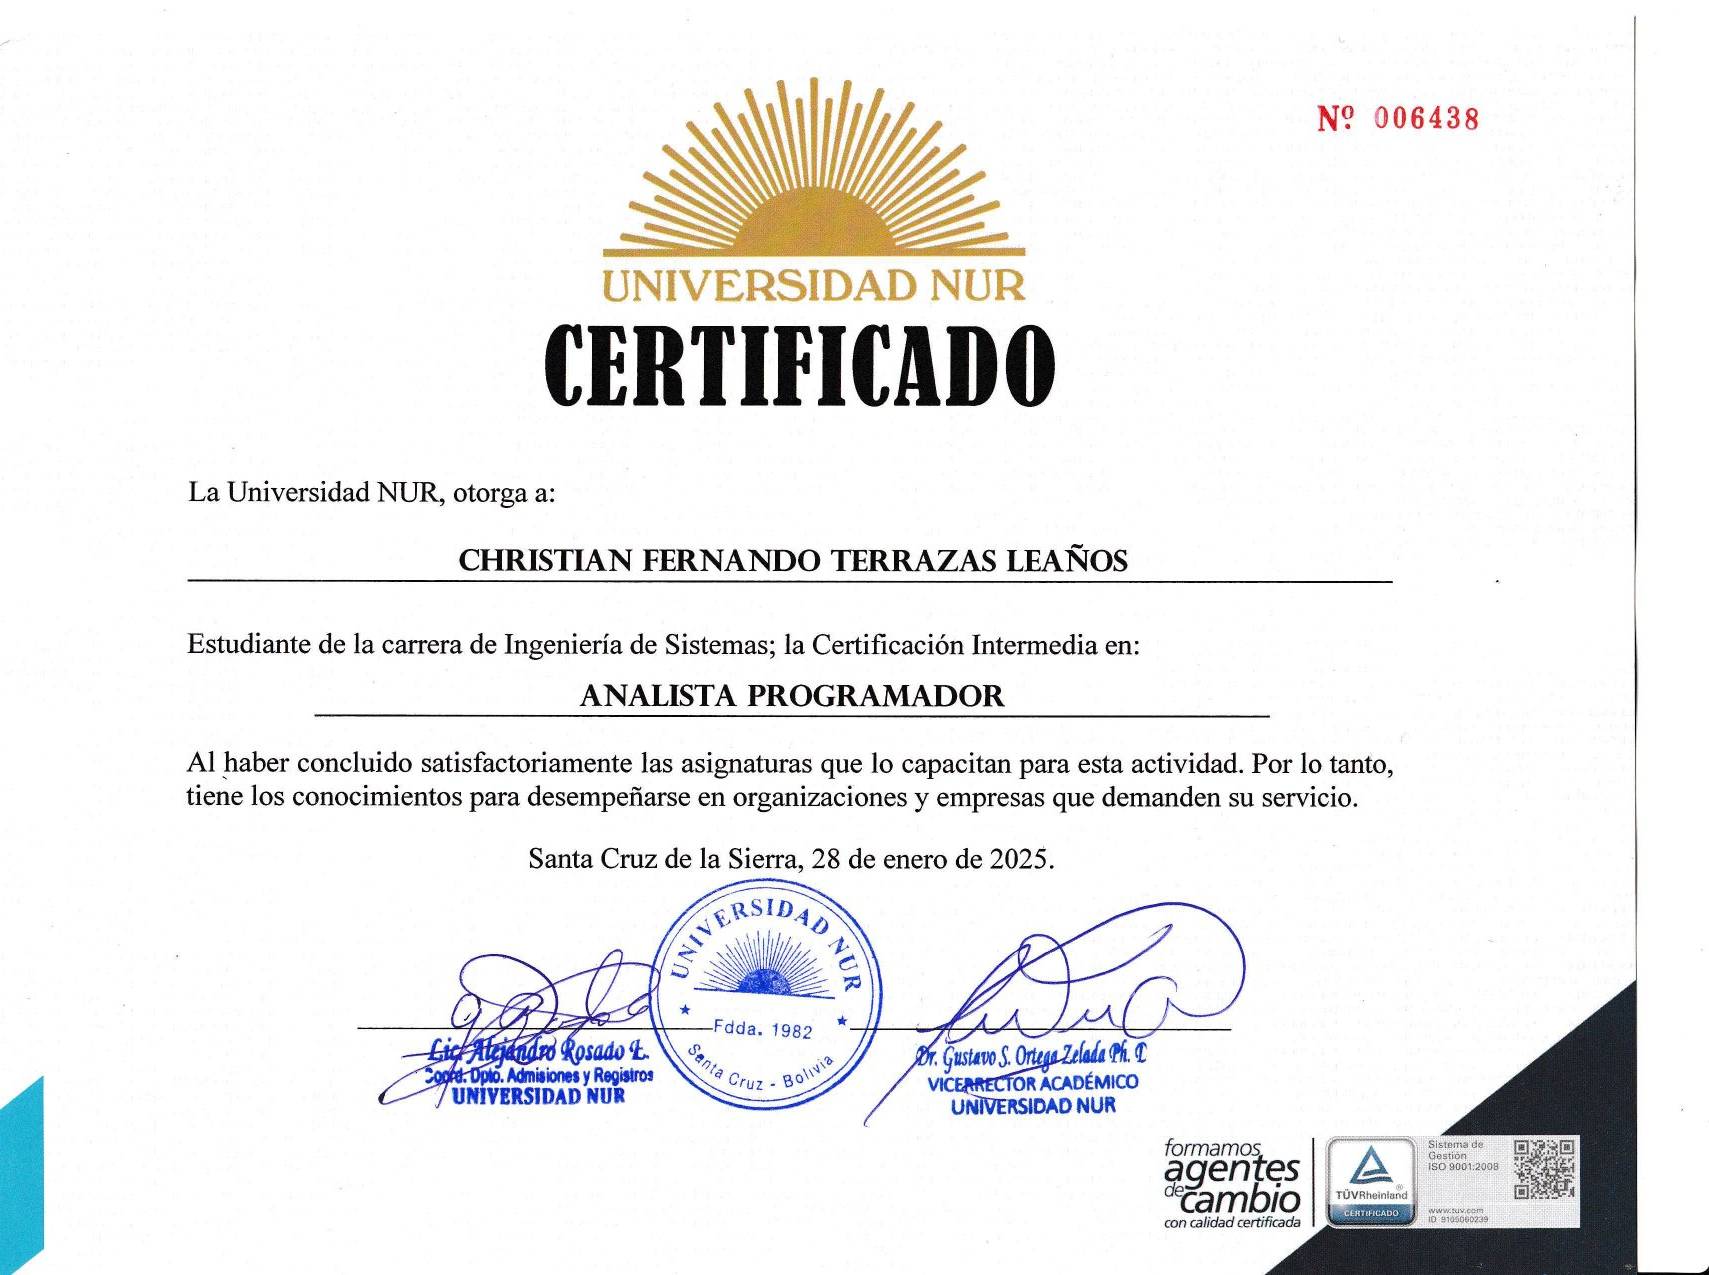 Nº 006438
UNIVERSIDAD NUR
CERTIFICADO
La Universidad NUR, otorga a:
CHRISTIAN FERNANDO TERRAZAS LEAÑOS
Estudiante de la carrera de Ingeniería de Sistemas; la Certificación Intermedia en:
ANALISTA PROGRAMADOR
Al haber concluido satisfactoriamente las asignaturas que lo capacitan para esta actividad. Por lo tanto,
tiene los conocimientos para desempeñarse en organizaciones y empresas que demanden su servicio.
Santa Cruz de la Sierra, 28 de enero de 2025.
UNIVERSIDAD NUR
Fdda. 1982
Santa Cruz - Bolivia
Lic. Alejandro Rosado L.
Coord. Dpto. Admisiones y Registros
UNIVERSIDAD NUR
Dr. Gustavo S. Ortega Zelada Ph. D
VICERRECTOR ACADÉMICO
UNIVERSIDAD NUR
formamos
agentes
de cambio
con calidad certificada
TÜVRheinland®
CERTIFICADO
Sistema de
Gestión
ISO 9001:2008
www.tuv.com
ID 9105060239